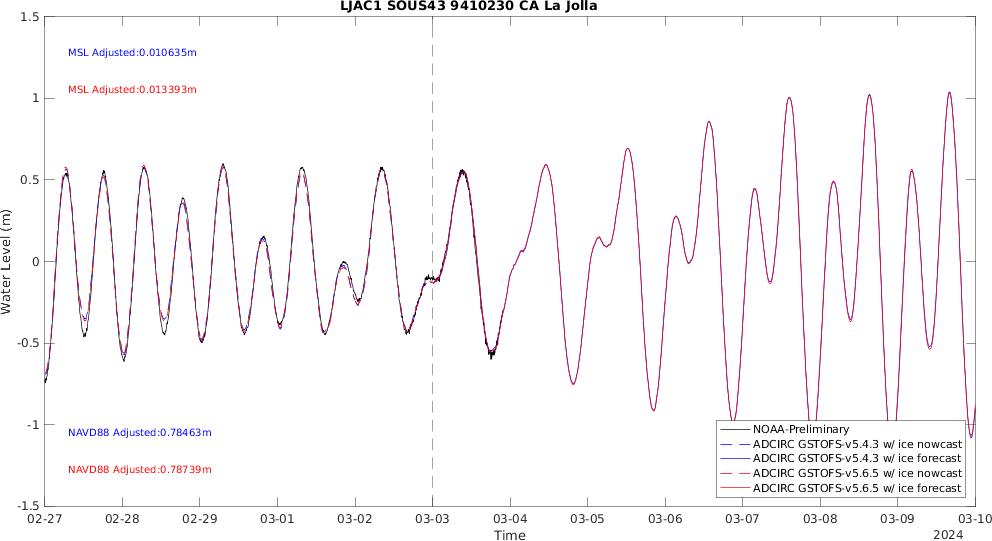 LJAC1 SOUS43 9410230 CA La Jolla
1.5
1
0.5
0
-0.5
-1
-1.5
Water Level (m)
MSL Adjusted:0.010635m
MSL Adjusted:0.013393m
NAVD88 Adjusted:0.78463m
NAVD88 Adjusted:0.78739m
NOAA-Preliminary
ADCIRC GSTOFS-v5.4.3 w/ ice nowcast
ADCIRC GSTOFS-v5.4.3 w/ ice forecast
ADCIRC GSTOFS-v5.6.5 w/ ice nowcast
ADCIRC GSTOFS-v5.6.5 w/ ice forecast
02-27 02-28 02-29 03-01 03-02 03-03 03-04 03-05 03-06 03-07 03-08 03-09 03-10
Time
2024